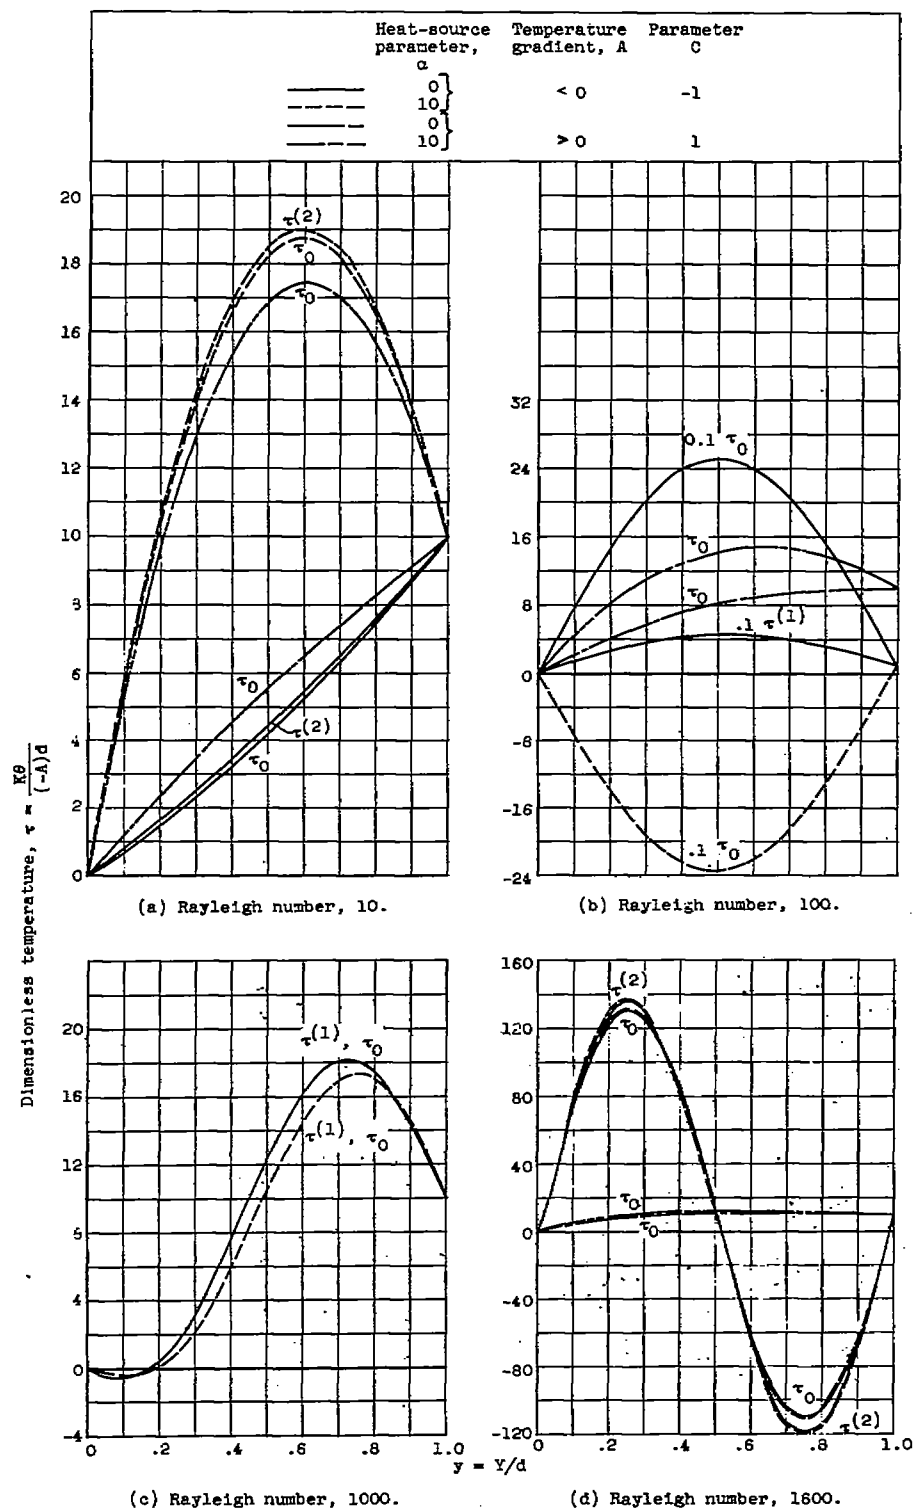 Heat-source Temperature Parameter
parameter, gradient, A C
α
0
10 < 0 -1
0
10 > 0 1
20
18
16
14
12
10
8
6
4
2
0
τ(2)
τ0
τ0
τ0
τ(2)
τ0
(a) Rayleigh number, 10.
32
24
16
8
0
-8
-16
-24
0.1 τ0
τ0
τ0
.1 τ(1)
.1 τ0
(b) Rayleigh number, 100.
Dimensionless temperature, τ = Kθ/(-A)d
20
16
12
8
4
0
-4
τ(1), τ0
τ(1), τ0
0 .2 .4 .6 .8 1.0
(c) Rayleigh number, 1000.
160
120
80
40
0
-40
-80
-120
τ(2)
τ0
τ0
τ0
τ0
τ(2)
0 .2 .4 .6 .8 1.0
y = Y/d
(d) Rayleigh number, 1600.